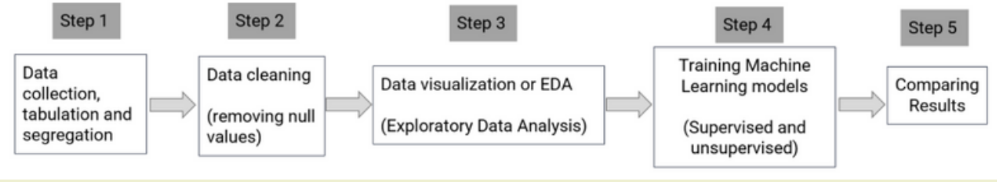 Step 1
Data
collection,
tabulation and
segregation
Step 2
Data cleaning
(removing null
values)
Step 3
Data visualization or EDA
(Exploratory Data Analysis)
Step 4
Training Machine
Learning models
(Supervised and
unsupervised)
Step 5
Comparing
Results